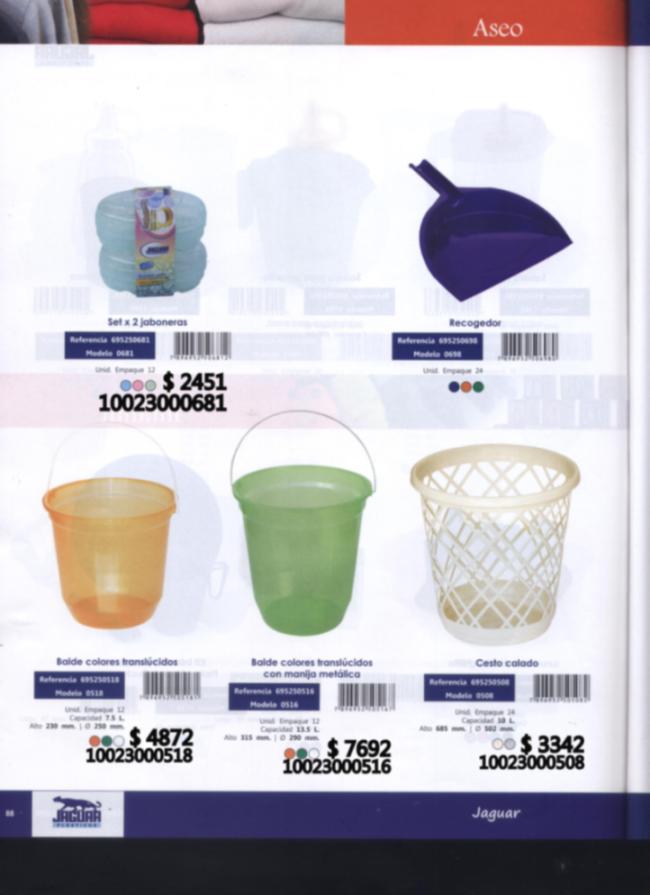 Aseo
Set x 2 jaboneras
Referencia 695250681
Modelo 0681
Unid. Empaque 12
$ 2451
10023000681
Recogedor
Referencia 695250698
Modelo 0698
Unid. Empaque 24
Balde colores translúcidos
Referencia 695250518
Modelo 0518
Unid. Empaque 12
Capacidad 7.5 L.
Alto 230 mm. | Ø 250 mm.
$ 4872
10023000518
Balde colores translúcidos
con manija metálica
Referencia 695250516
Modelo 0516
Unid. Empaque 12
Capacidad 13.5 L.
Alto 315 mm. | Ø 290 mm.
$ 7692
10023000516
Cesto calado
Referencia 695250508
Modelo 0508
Unid. Empaque 24
Capacidad 10 L.
Alto 685 mm. | Ø 502 mm.
$ 3342
10023000508
88
JAGUAR
Jaguar